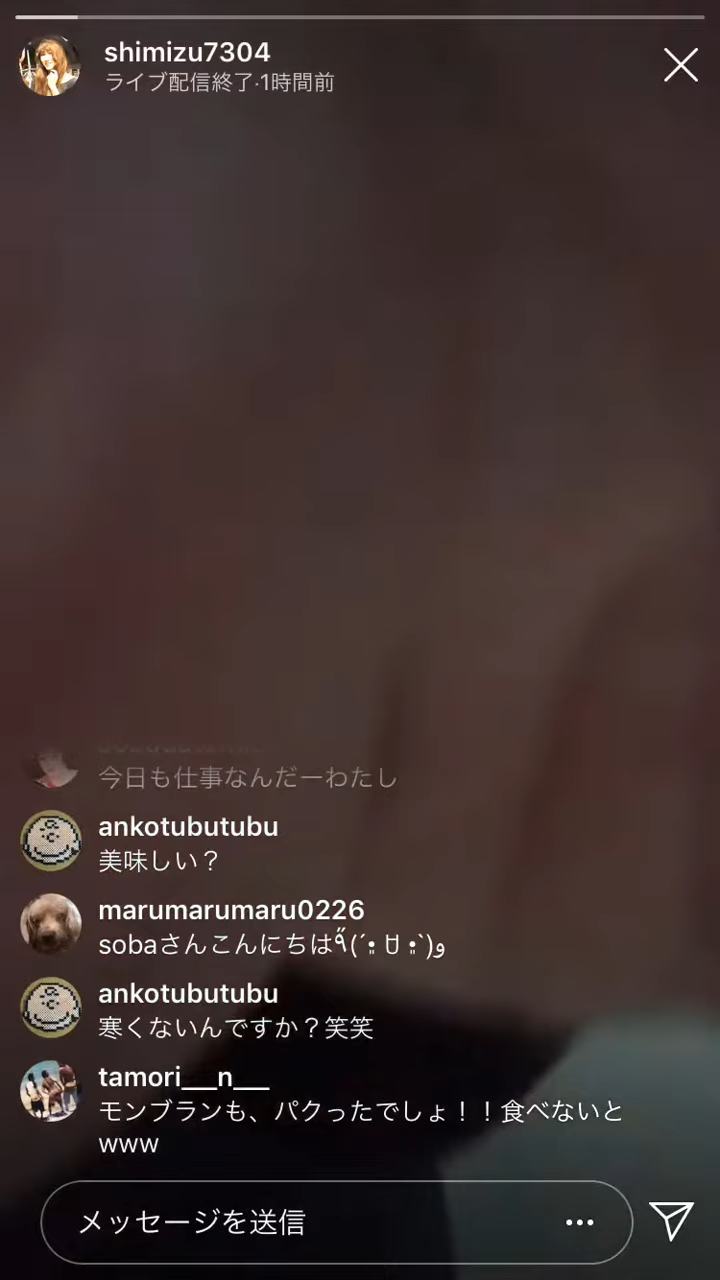 shimizu7304
ライブ配信終了·1時間前
今日も仕事なんだーわたし
ankotubutubu
美味しい？
marumarumaru0226
sobaさんこんにちは٩̋(´⁝̤ ꇴ ⁝̤`)و
ankotubutubu
寒くないんですか？笑笑
tamori___n___
モンブランも、パクったでしょ！！食べないと
www
メッセージを送信